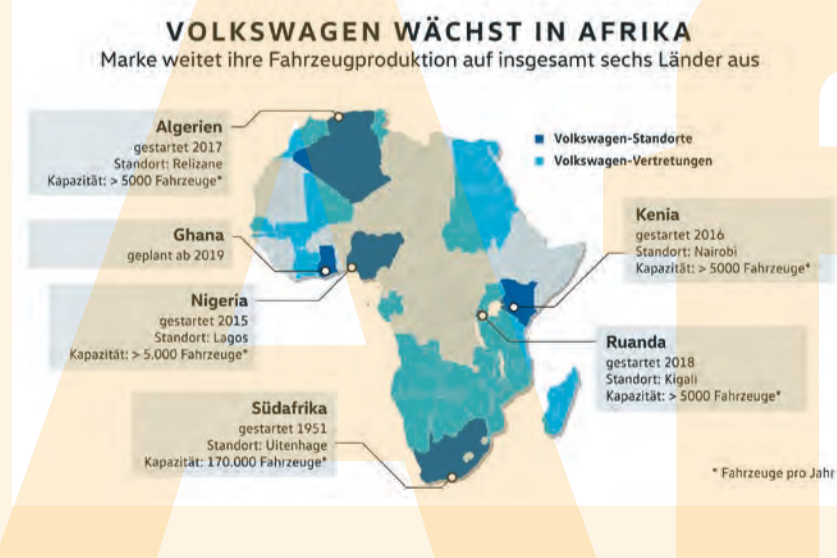 VOLKSWAGEN WÄCHST IN AFRIKA
Marke weitet ihre Fahrzeugproduktion auf insgesamt sechs Länder aus
Algerien
gestartet 2017
Standort: Relizane
Kapazität: > 5000 Fahrzeuge*
Ghana
geplant ab 2019
Nigeria
gestartet 2015
Standort: Lagos
Kapazität: > 5.000 Fahrzeuge*
Südafrika
gestartet 1951
Standort: Uitenhage
Kapazität: 170.000 Fahrzeuge*
Volkswagen-Standorte
Volkswagen-Vertretungen
Kenia
gestartet 2016
Standort: Nairobi
Kapazität: > 5000 Fahrzeuge*
Ruanda
gestartet 2018
Standort: Kigali
Kapazität: > 5000 Fahrzeuge*
* Fahrzeuge pro Jahr